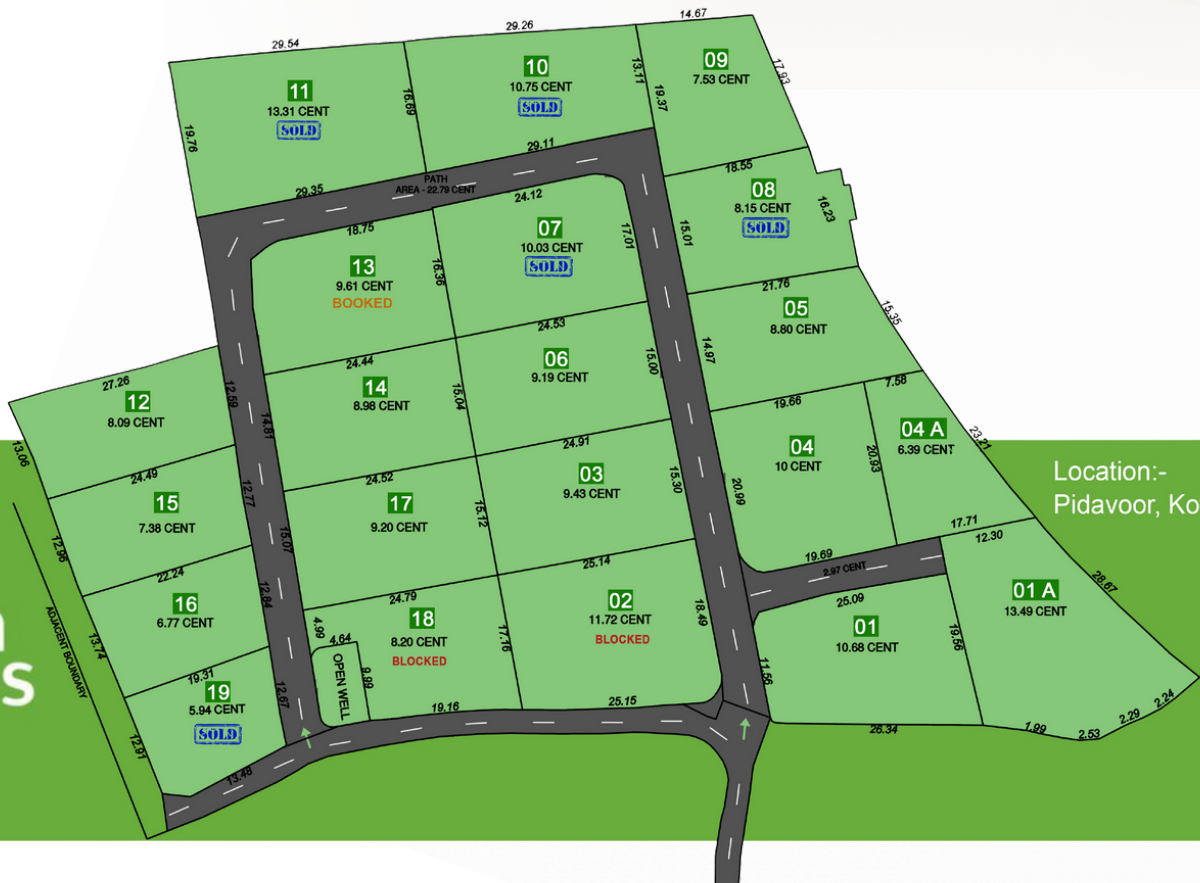 29.54
29.26
14.67
11
13.31 CENT
SOLD
19.76
16.69
10
10.75 CENT
SOLD
13.11
09
7.53 CENT
17.93
19.37
29.35
PATH
AREA - 22.79 CENT
29.11
18.55
08
8.15 CENT
SOLD
16.23
15.01
18.75
24.12
13
9.61 CENT
BOOKED
16.36
07
10.03 CENT
SOLD
17.01
21.76
05
8.80 CENT
15.35
14.97
24.44
24.53
14
8.98 CENT
14.81
15.04
06
9.19 CENT
15.00
27.26
12
8.09 CENT
13.06
12.59
19.66
7.58
04
10 CENT
20.99
20.93
04 A
6.39 CENT
23.21
Location:-
Pidavoor, Ko
24.49
24.52
24.91
15
7.38 CENT
12.96
12.77
17
9.20 CENT
15.07
15.12
03
9.43 CENT
15.30
17.71
12.30
19.69
2.97 CENT
22.24
24.79
25.14
16
6.77 CENT
13.74
12.84
ADJACENT BOUNDARY
4.99
4.64
9.99
OPEN WELL
18
8.20 CENT
BLOCKED
17.16
02
11.72 CENT
BLOCKED
18.49
25.09
01
10.68 CENT
11.56
19.56
01 A
13.49 CENT
28.67
19.31
19
5.94 CENT
SOLD
12.91
12.67
13.48
19.16
25.15
26.34
1.99
2.53
2.29
2.24
s